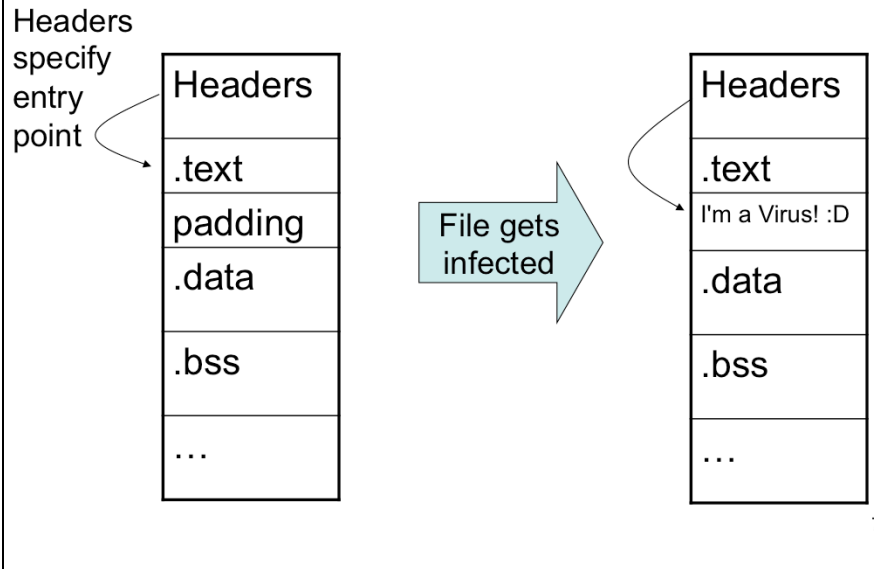 Headers
specify
entry
point
Headers
.text
padding
.data
.bss
…
File gets
infected
Headers
.text
I'm a Virus! :D
.data
.bss
…